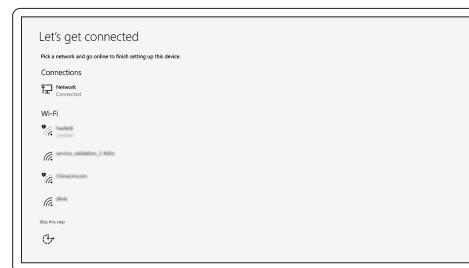 Let's get connected
Pick a network and go online to finish setting up this device.
Connections
Network
Connected
Wi-Fi
Limited
service_validation_2.4Ghz
ChinaUnicom
dlink
Skip this step